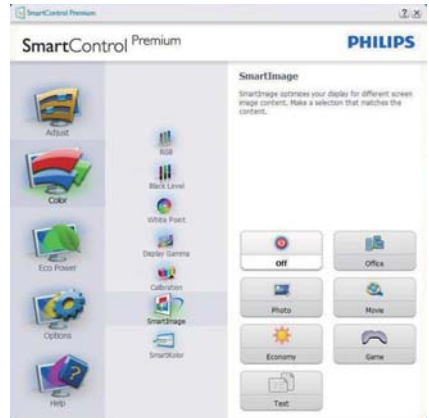 SmartControl Premium
SmartControl Premium
PHILIPS
Adjust
Color
Eco Power
Options
Help
RGB
Black Level
White Point
Display Gamma
Calibration
SmartImage
SmartKolor
SmartImage
SmartImage optimizes your display for different screen
image content. Make a selection that matches the
content.
Off
Office
Photo
Movie
Economy
Game
Text